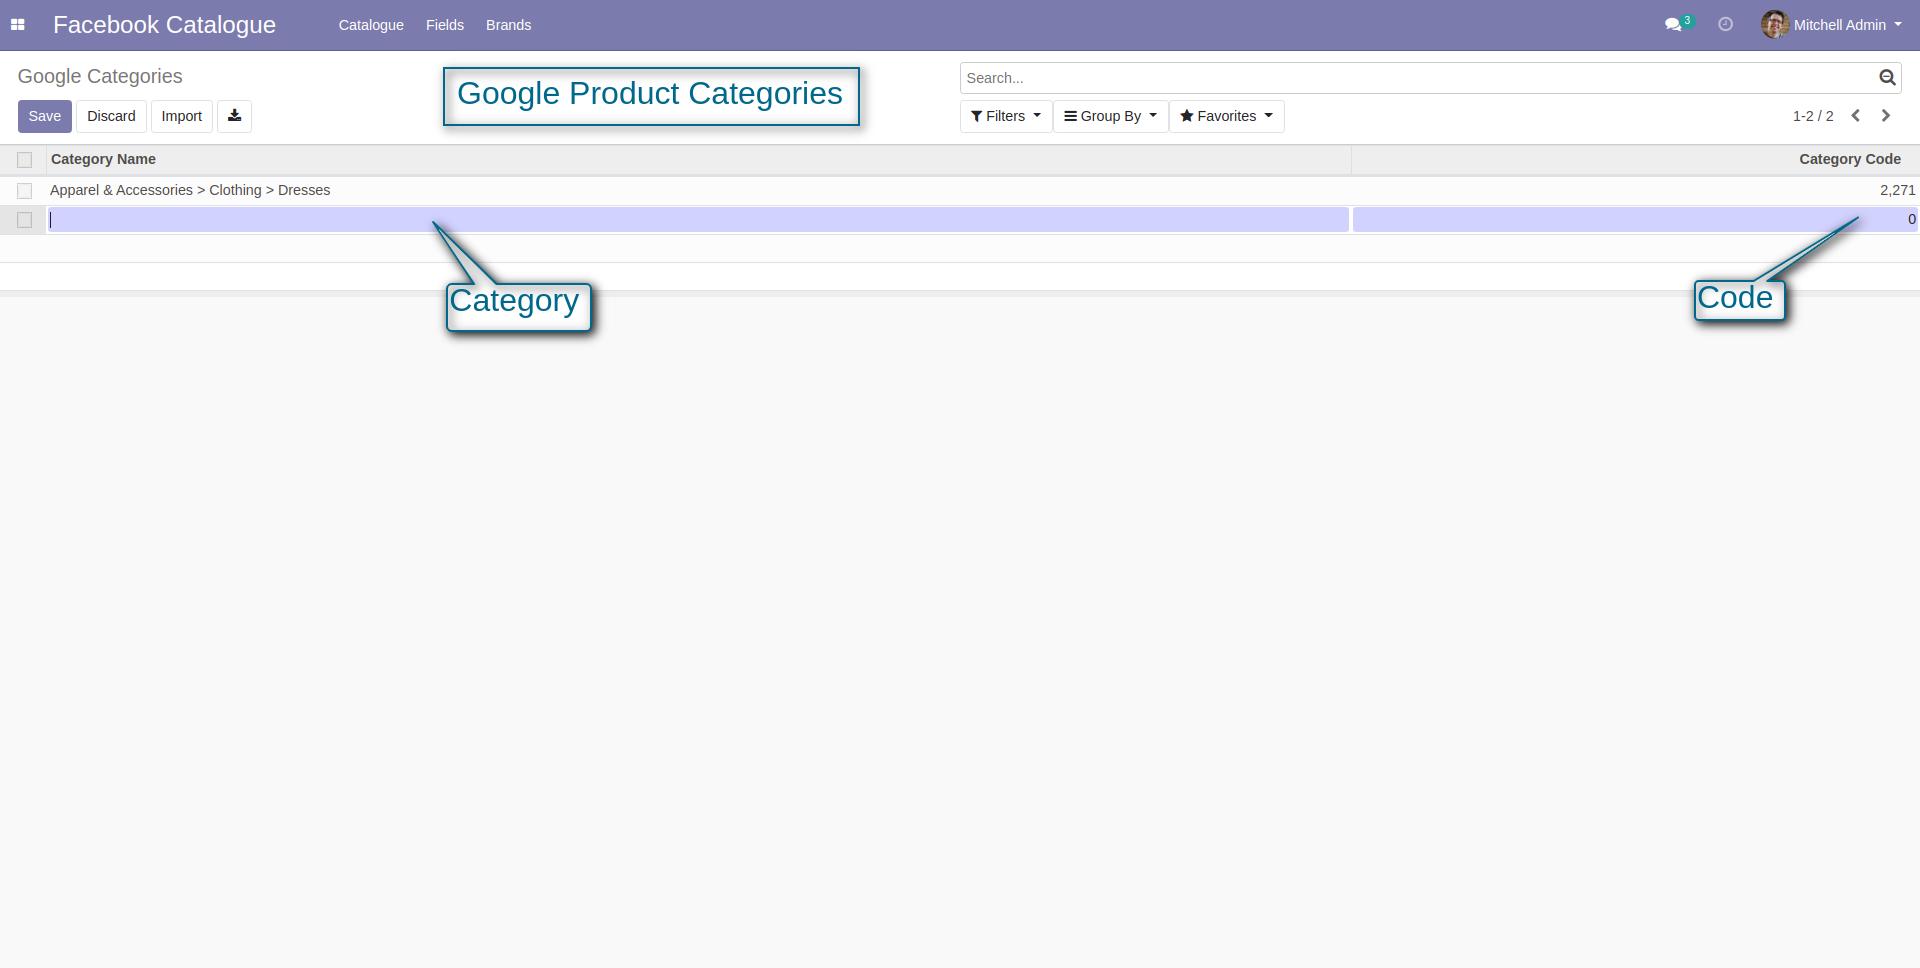 Facebook Catalogue Catalogue Fields Brands 3 Mitchell Admin
Google Categories
Google Product Categories
Search...
Save Discard Import Filters Group By Favorites 1-2 / 2
Category Name Category Code
Apparel & Accessories > Clothing > Dresses 2,271
0
Category
Code